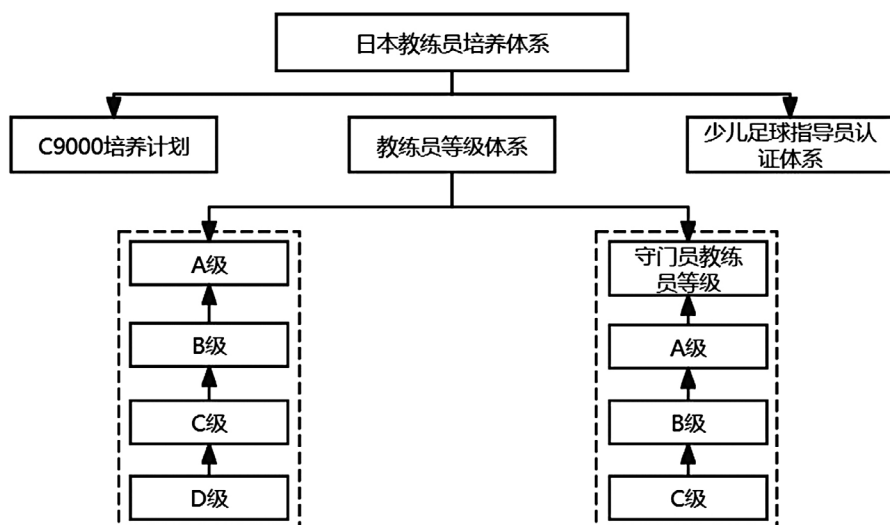 日本教练员培养体系
C9000培养计划
教练员等级体系
少儿足球指导员认
证体系
A级
B级
C级
D级
守门员教练
员等级
A级
B级
C级